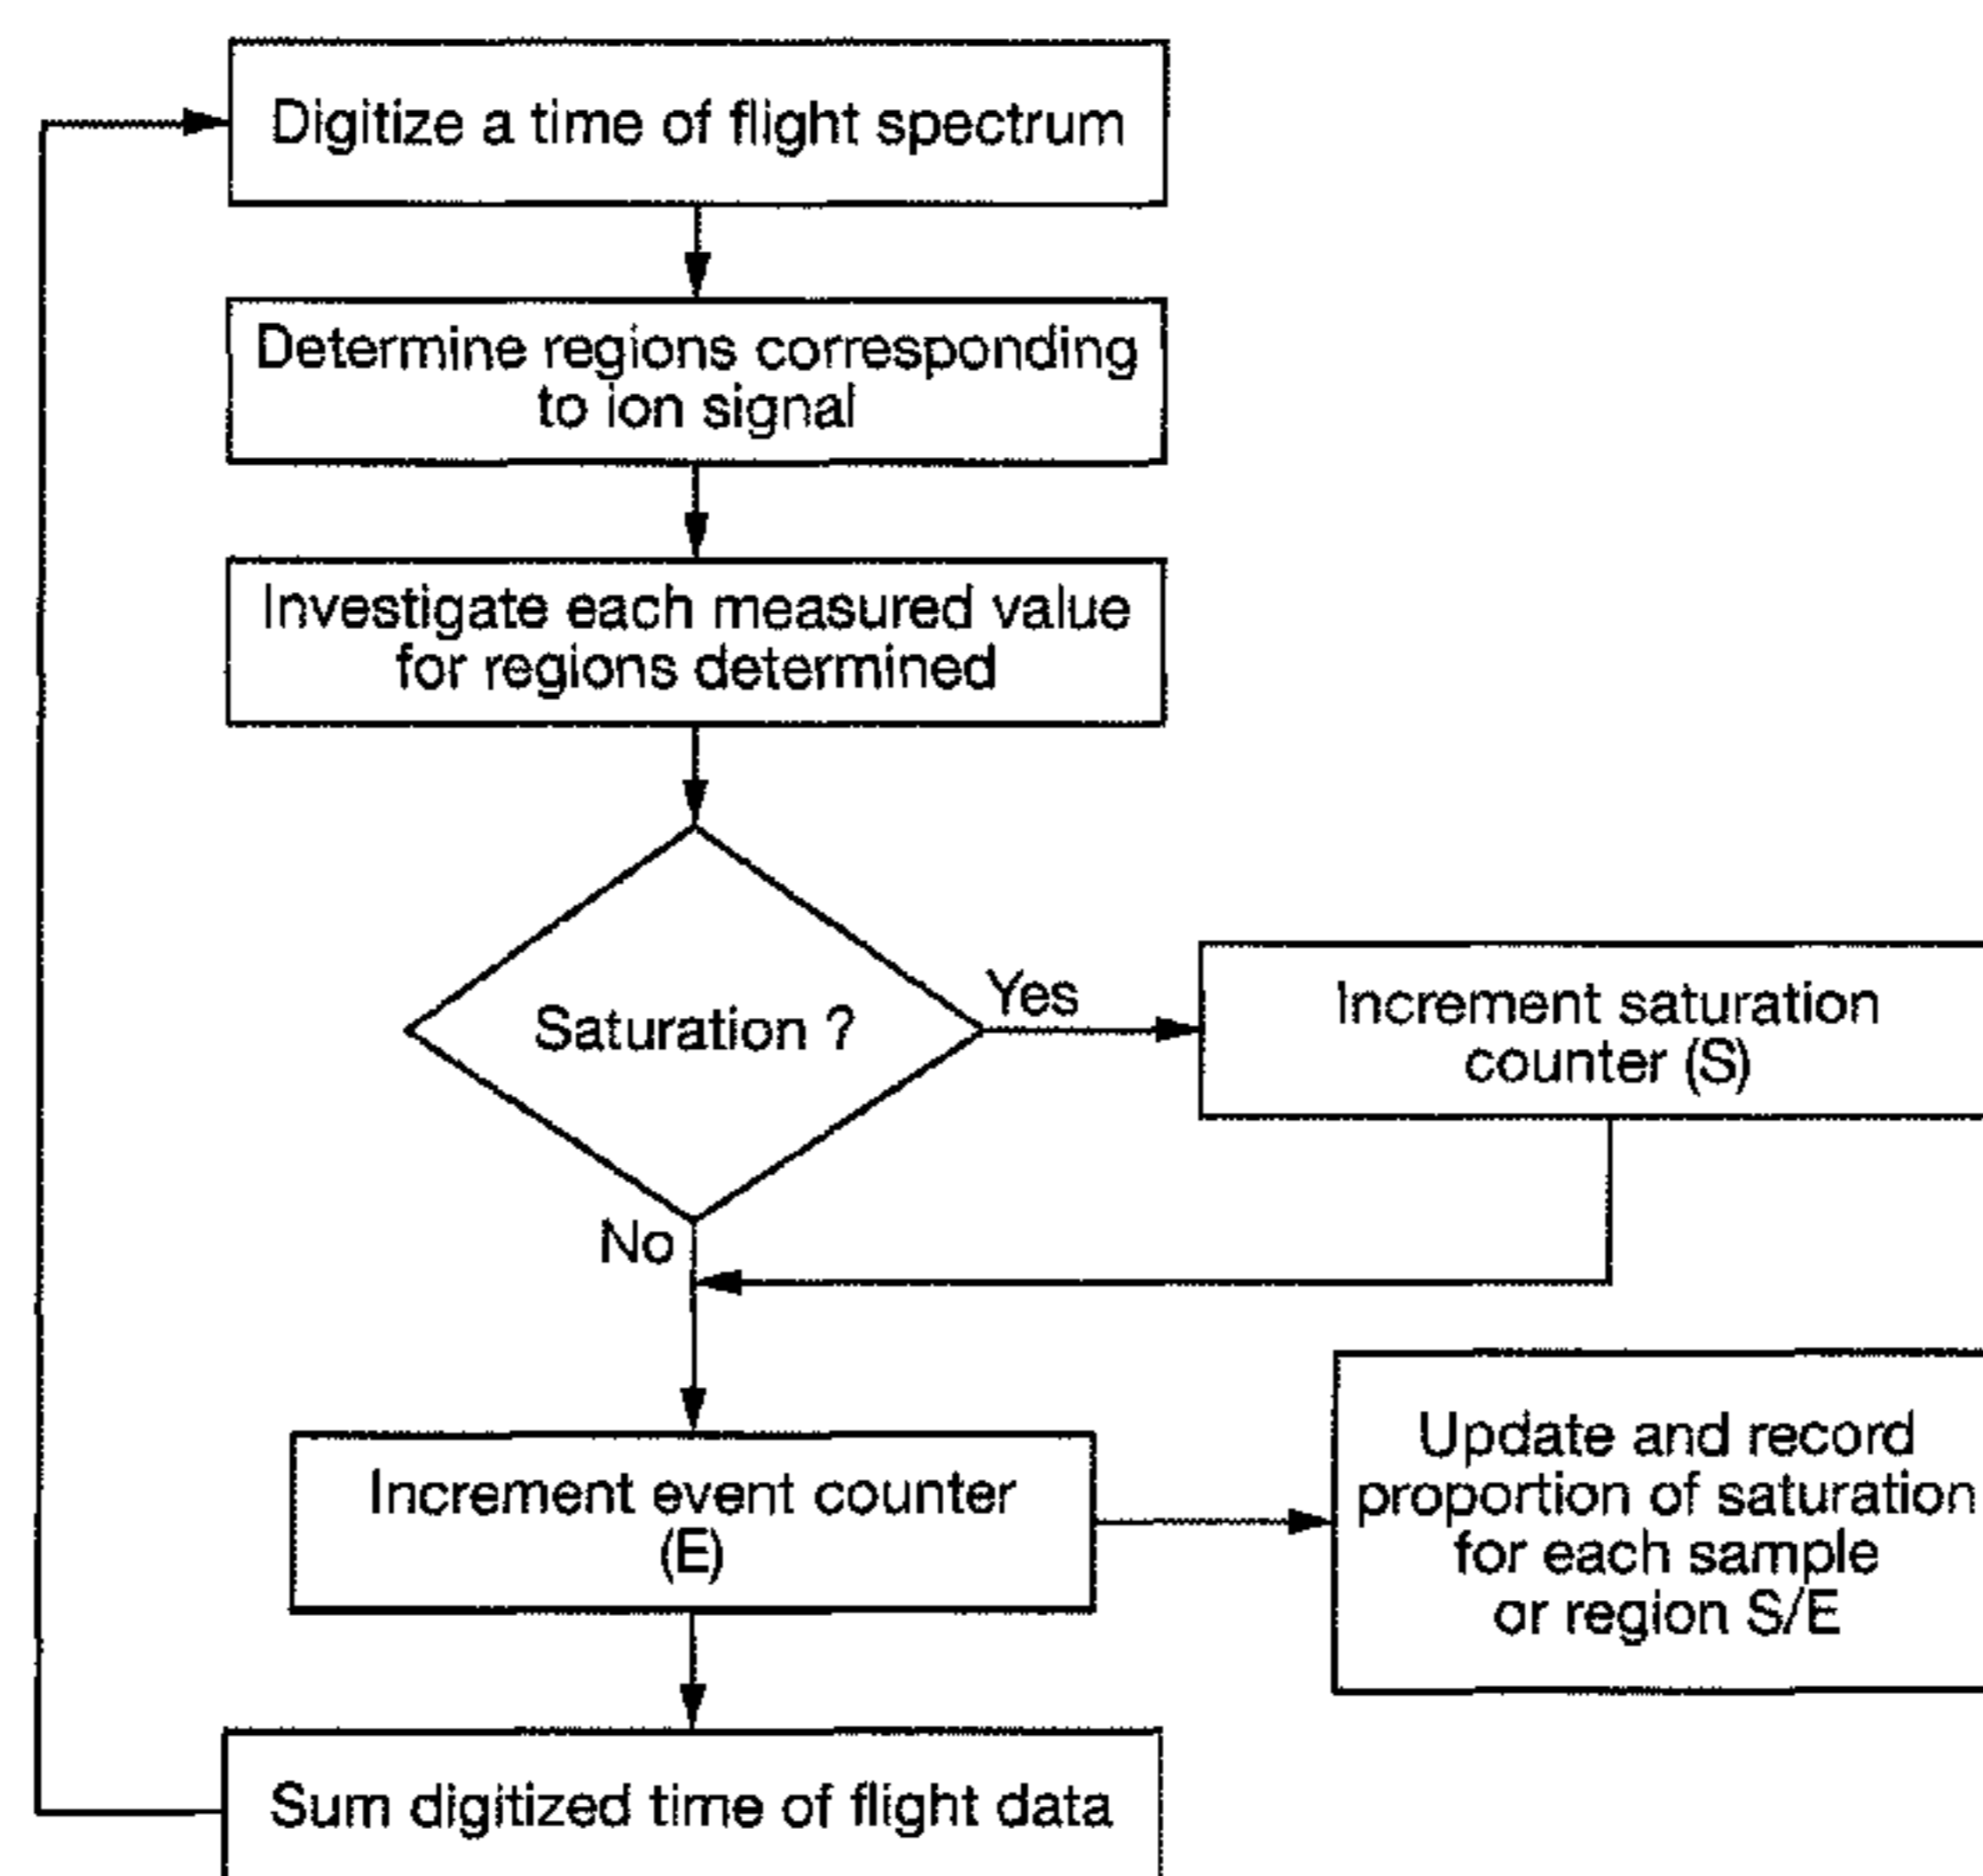 Digitize a time of flight spectrum
Determine regions corresponding
to ion signal
Investigate each measured value
for regions determined
Saturation ?
Yes
Increment saturation
counter (S)
No
Increment event counter
(E)
Update and record
proportion of saturation
for each sample
or region S/E
Sum digitized time of flight data